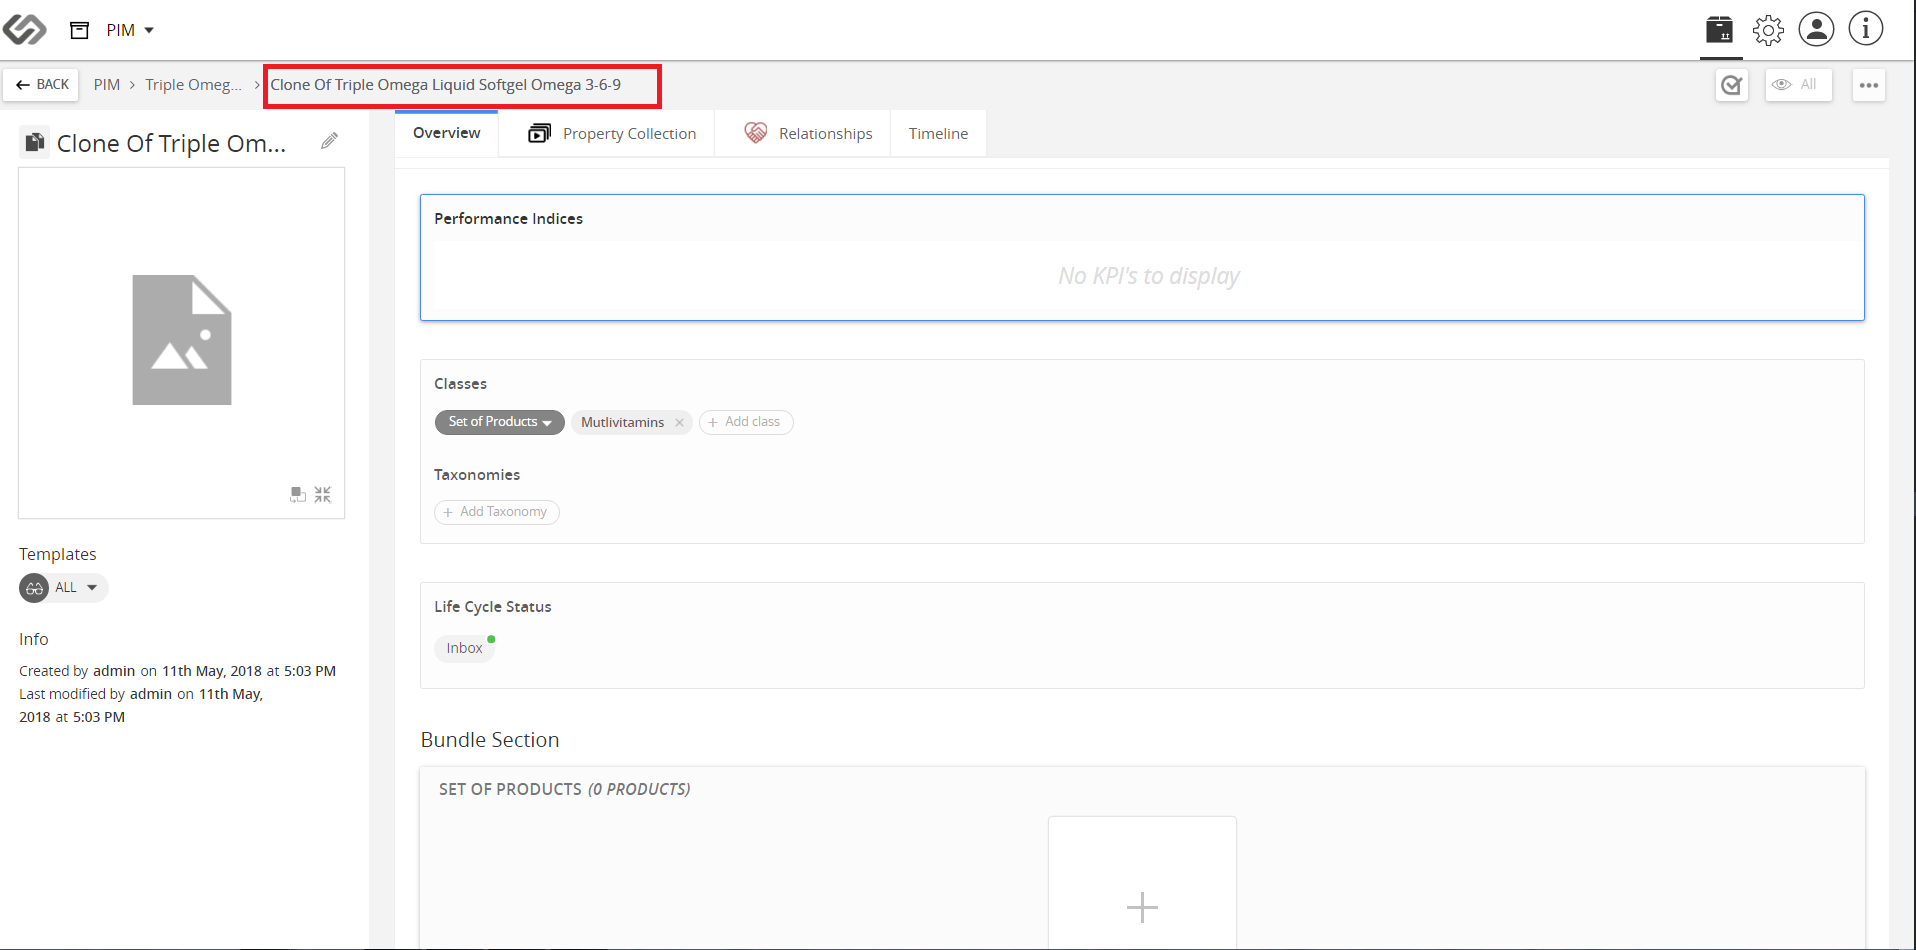 PIM
BACK PIM > Triple Omeg... > Clone Of Triple Omega Liquid Softgel Omega 3-6-9
All
Clone Of Triple Om...
Overview Property Collection Relationships Timeline
Performance Indices
No KPI's to display
Classes
Set of Products Mutlivitamins × + Add class
Taxonomies
+ Add Taxonomy
Templates
ALL
Life Cycle Status
Inbox
Info
Created by admin on 11th May, 2018 at 5:03 PM
Last modified by admin on 11th May,
2018 at 5:03 PM
Bundle Section
SET OF PRODUCTS (0 PRODUCTS)